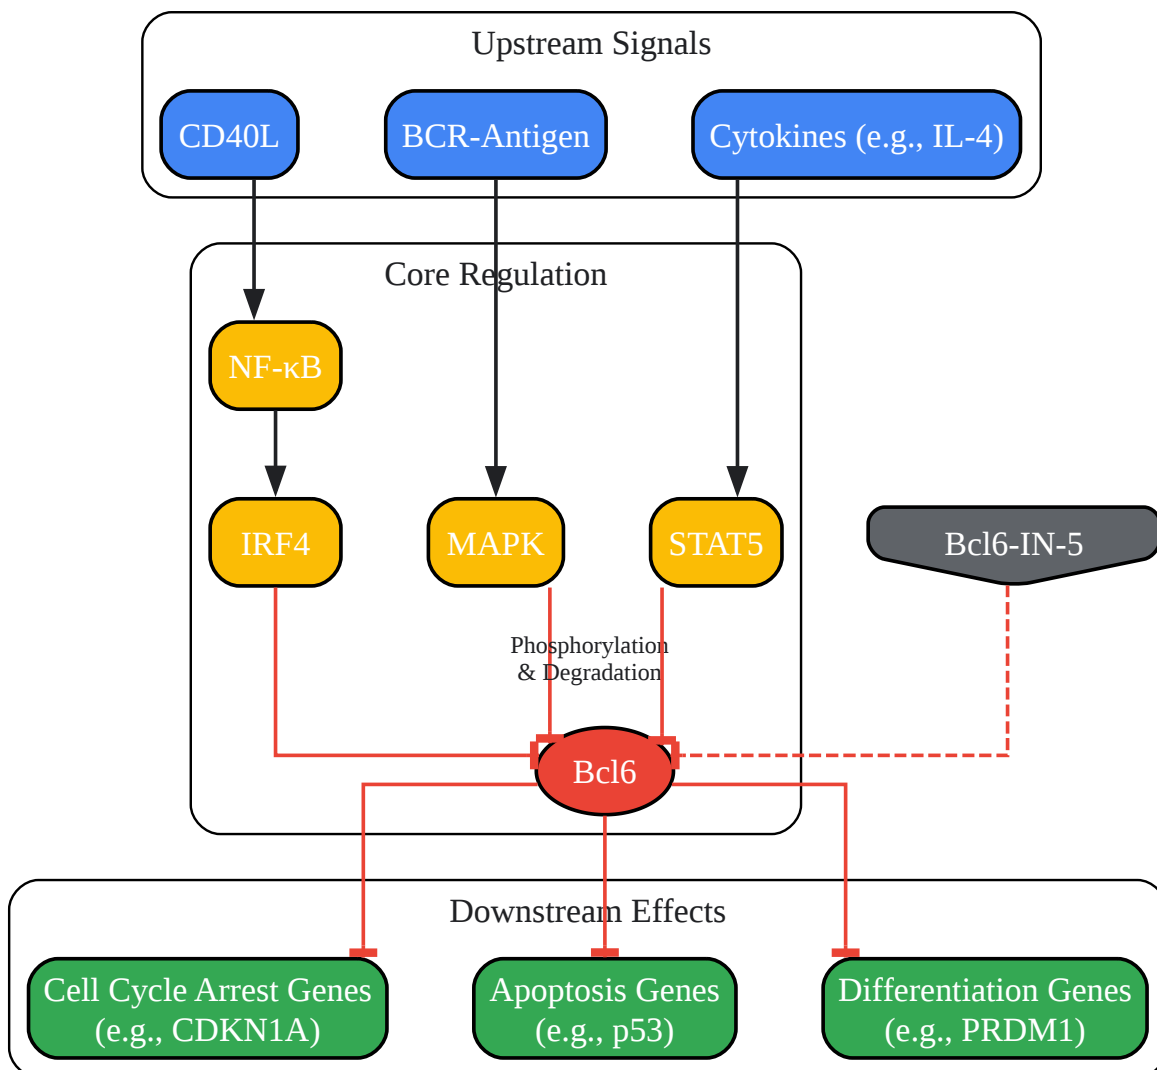 Upstream Signals
CD40L
BCR-Antigen
Cytokines (e.g., IL-4)
Core Regulation
NF-κB
IRF4
MAPK
STAT5
Bcl6-IN-5
Phosphorylation
& Degradation
Bcl6
Downstream Effects
Cell Cycle Arrest Genes
(e.g., CDKN1A)
Apoptosis Genes
(e.g., p53)
Differentiation Genes
(e.g., PRDM1)